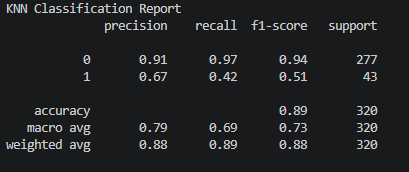 KNN Classification Report
precision recall f1-score support
0 0.91 0.97 0.94 277
1 0.67 0.42 0.51 43
accuracy 0.89 320
macro avg 0.79 0.69 0.73 320
weighted avg 0.88 0.89 0.88 320